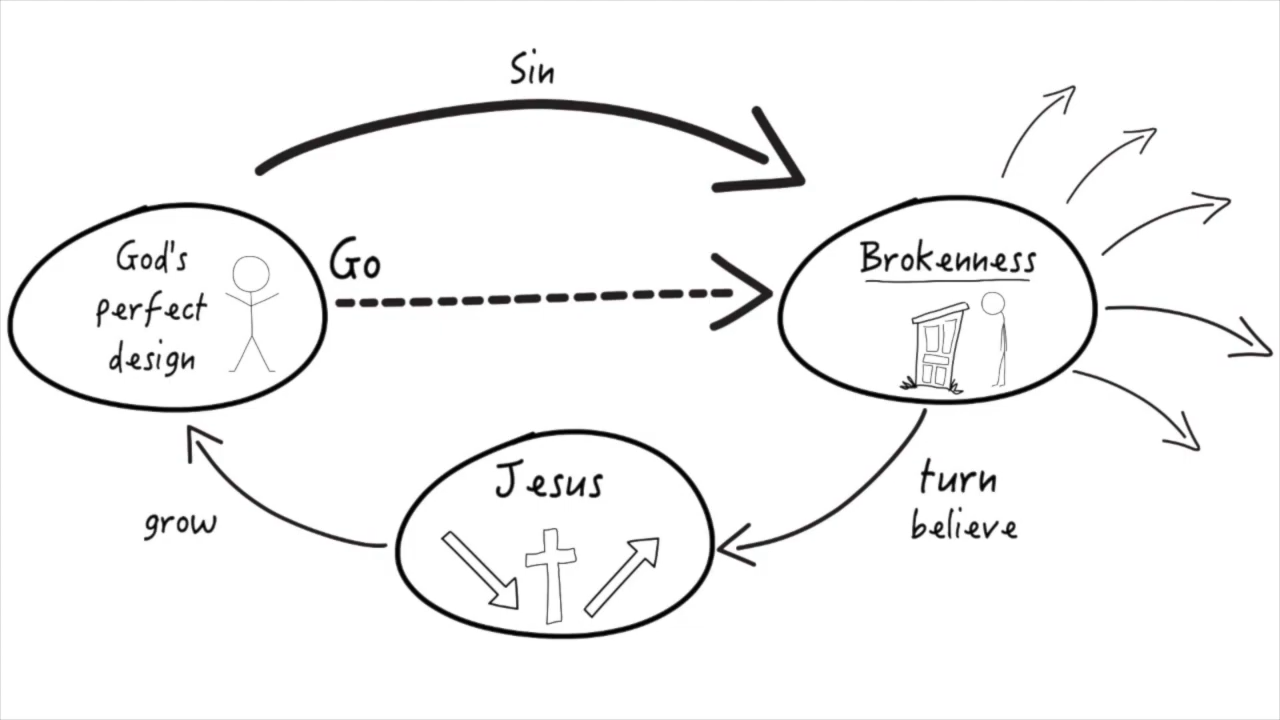 Sin
God's
perfect
design
Go
Brokenness
Jesus
turn
believe
grow